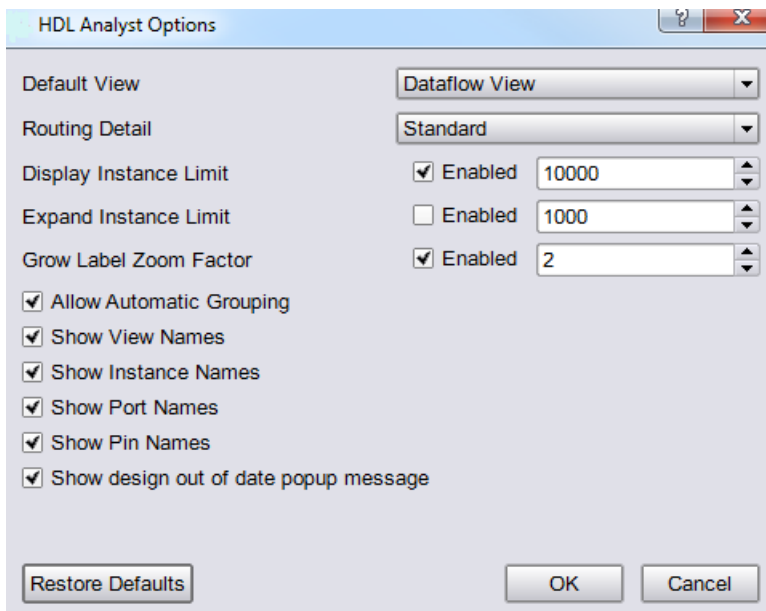 HDL Analyst Options
?
Default View Dataflow View
Routing Detail Standard
Display Instance Limit Enabled 10000
Expand Instance Limit Enabled 1000
Grow Label Zoom Factor Enabled 2
Allow Automatic Grouping
Show View Names
Show Instance Names
Show Port Names
Show Pin Names
Show design out of date popup message
Restore Defaults OK Cancel